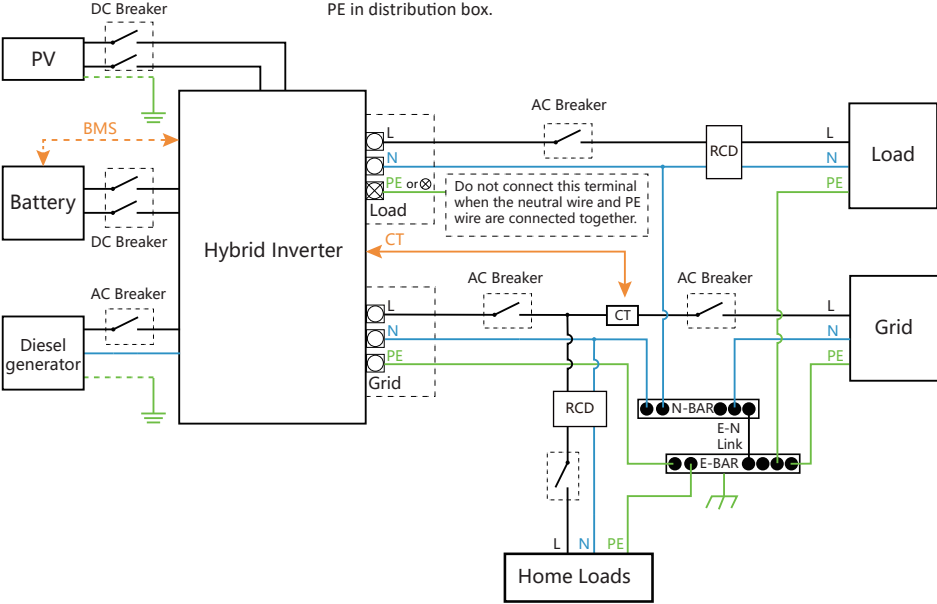 PE in distribution box.
DC Breaker
PV
BMS
Battery
DC Breaker
AC Breaker
Diesel
generator
Hybrid Inverter
L
N
PE or
Load
Do not connect this terminal
when the neutral wire and PE
wire are connected together.
AC Breaker
RCD
L
N
PE
Load
CT
AC Breaker
CT
AC Breaker
L
N
PE
Grid
L
N
PE
Grid
RCD
N-BAR
E-N
Link
E-BAR
L
N
PE
Home Loads